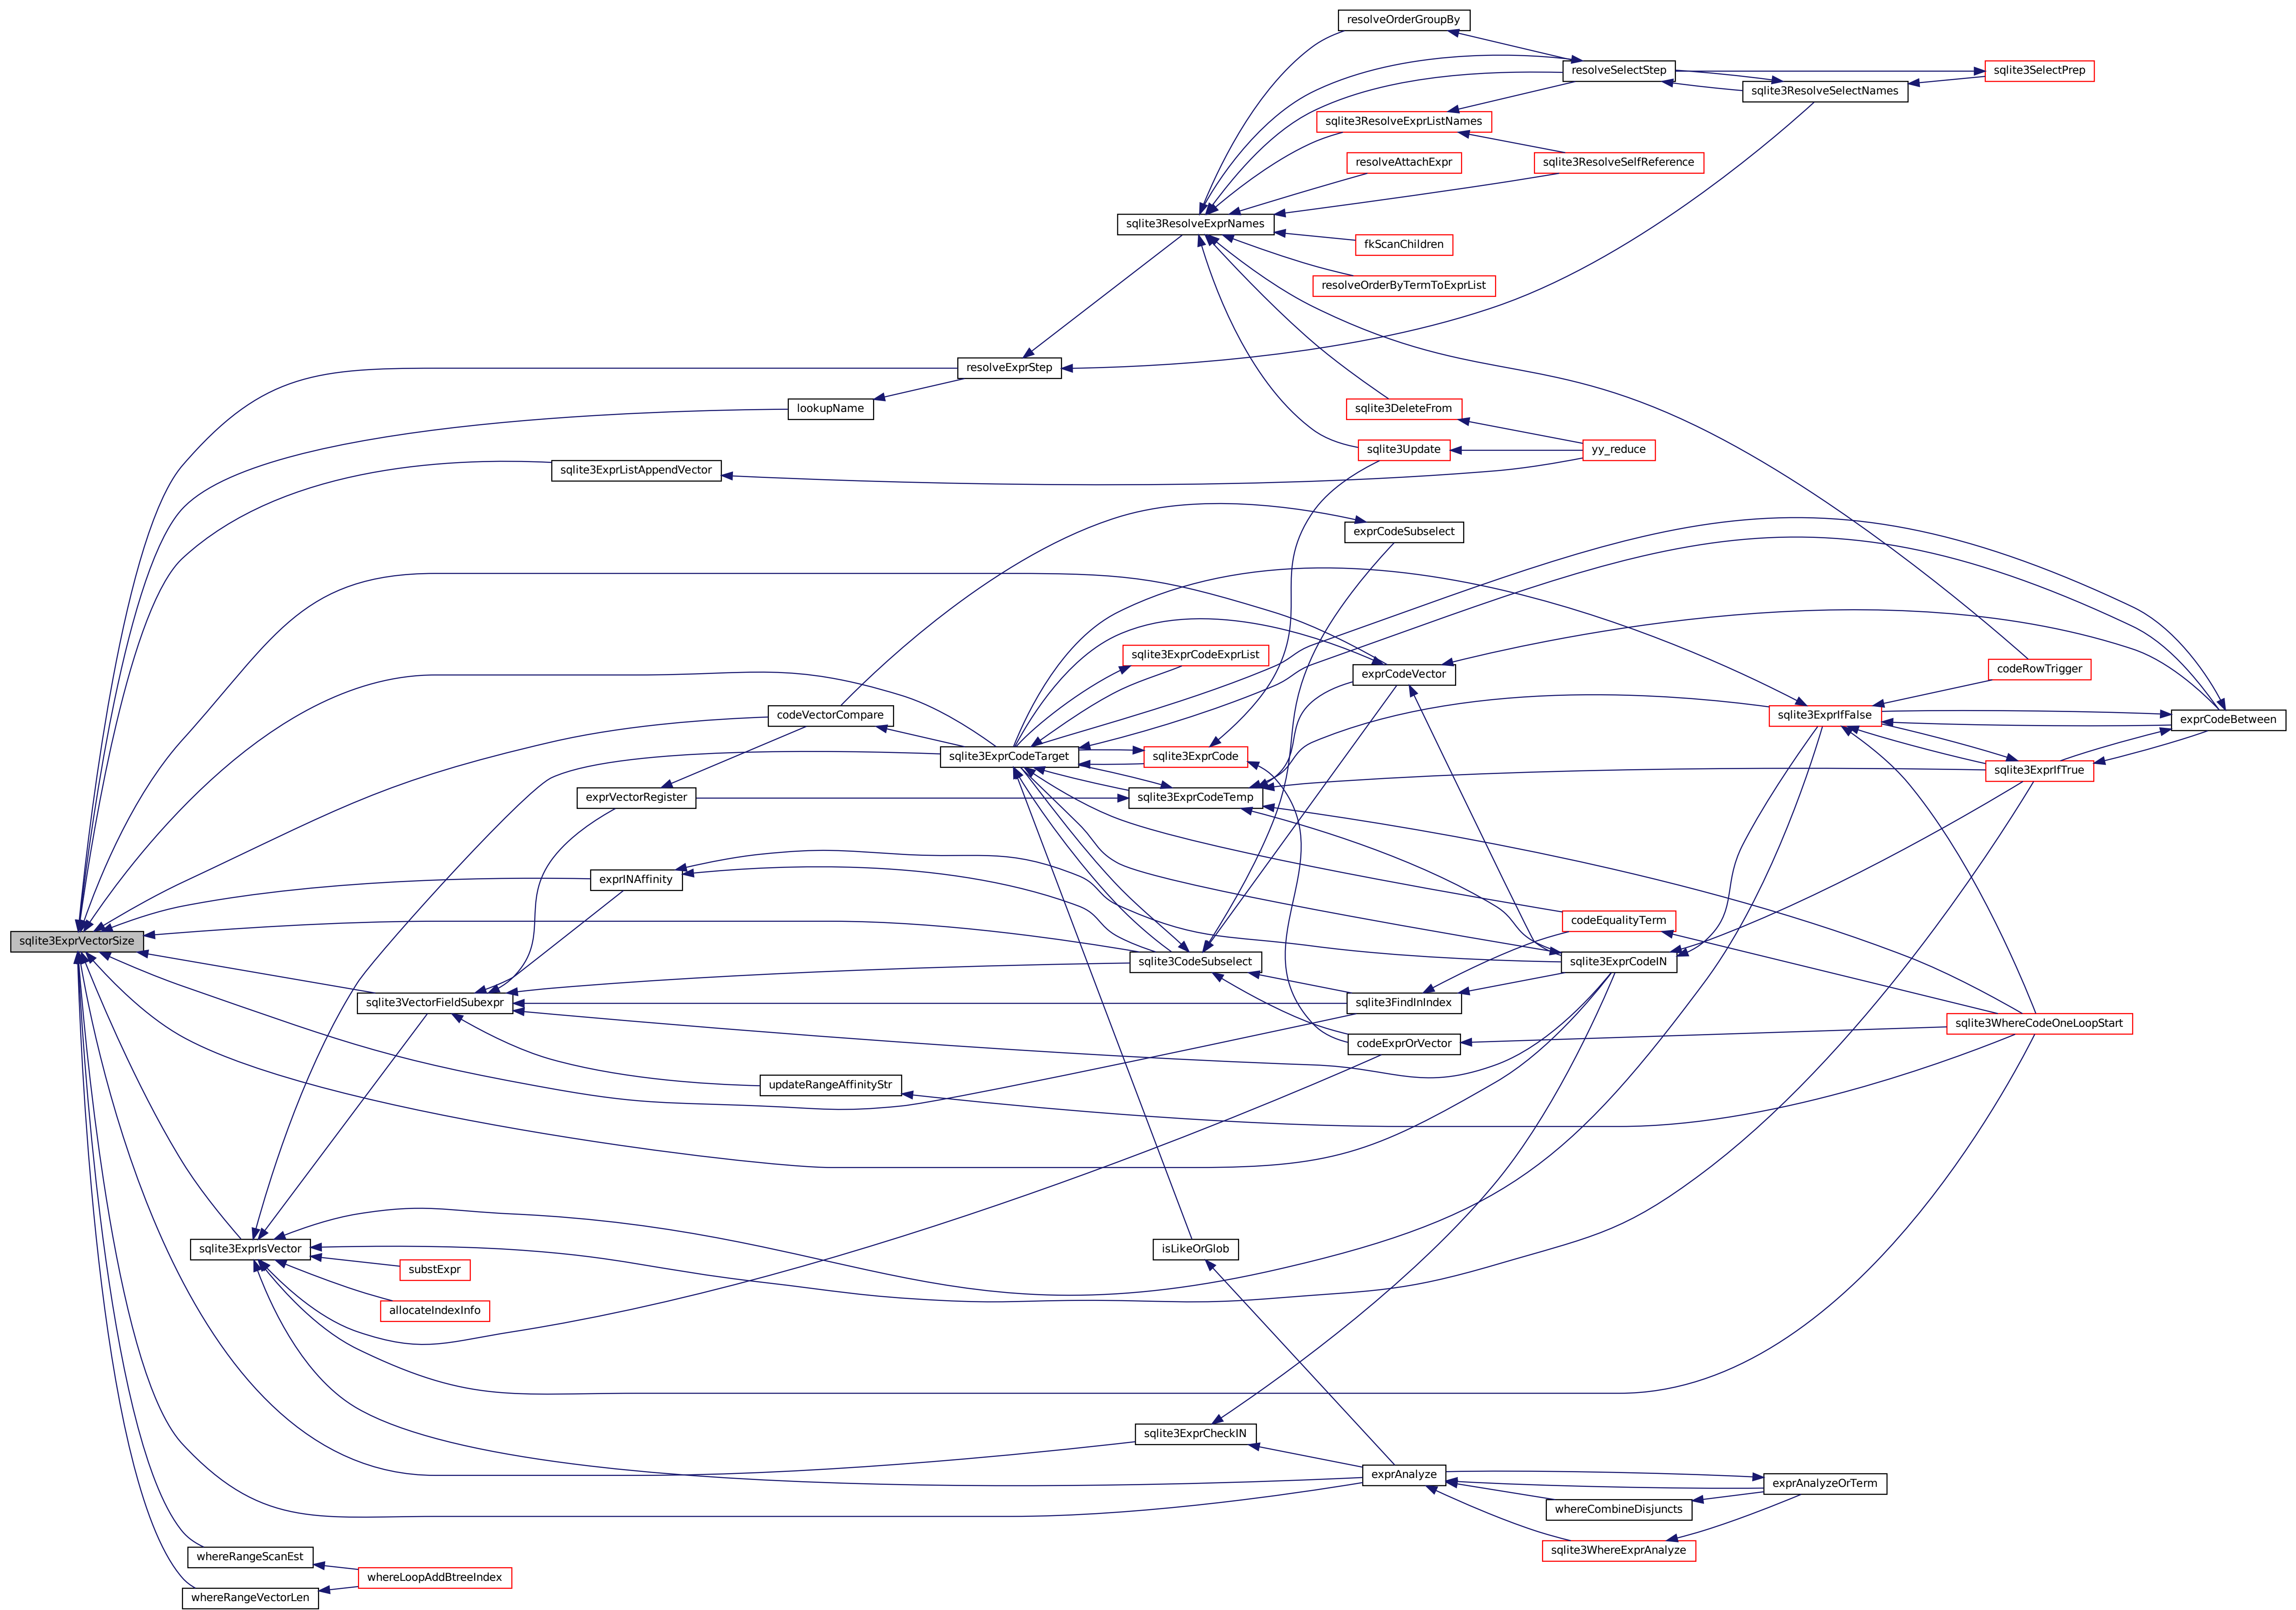 resolveOrderGroupBy
resolveSelectStep
sqlite3SelectPrep
sqlite3ResolveSelectNames
sqlite3ResolveExprListNames
resolveAttachExpr
sqlite3ResolveSelfReference
sqlite3ResolveExprNames
fkScanChildren
resolveOrderByTermToExprList
resolveExprStep
lookupName
sqlite3DeleteFrom
sqlite3Update
yy_reduce
sqlite3ExprListAppendVector
exprCodeSubselect
sqlite3ExprCodeExprList
exprCodeVector
codeRowTrigger
codeVectorCompare
sqlite3ExprIfFalse
exprCodeBetween
sqlite3ExprCodeTarget
sqlite3ExprCode
sqlite3ExprIfTrue
exprVectorRegister
sqlite3ExprCodeTemp
exprINAffinity
codeEqualityTerm
sqlite3ExprVectorSize
sqlite3CodeSubselect
sqlite3ExprCodeIN
sqlite3VectorFieldSubexpr
sqlite3FindInIndex
sqlite3WhereCodeOneLoopStart
codeExprOrVector
updateRangeAffinityStr
sqlite3ExprIsVector
isLikeOrGlob
substExpr
allocateIndexInfo
sqlite3ExprCheckIN
exprAnalyze
exprAnalyzeOrTerm
whereCombineDisjuncts
sqlite3WhereExprAnalyze
whereRangeScanEst
whereLoopAddBtreeIndex
whereRangeVectorLen